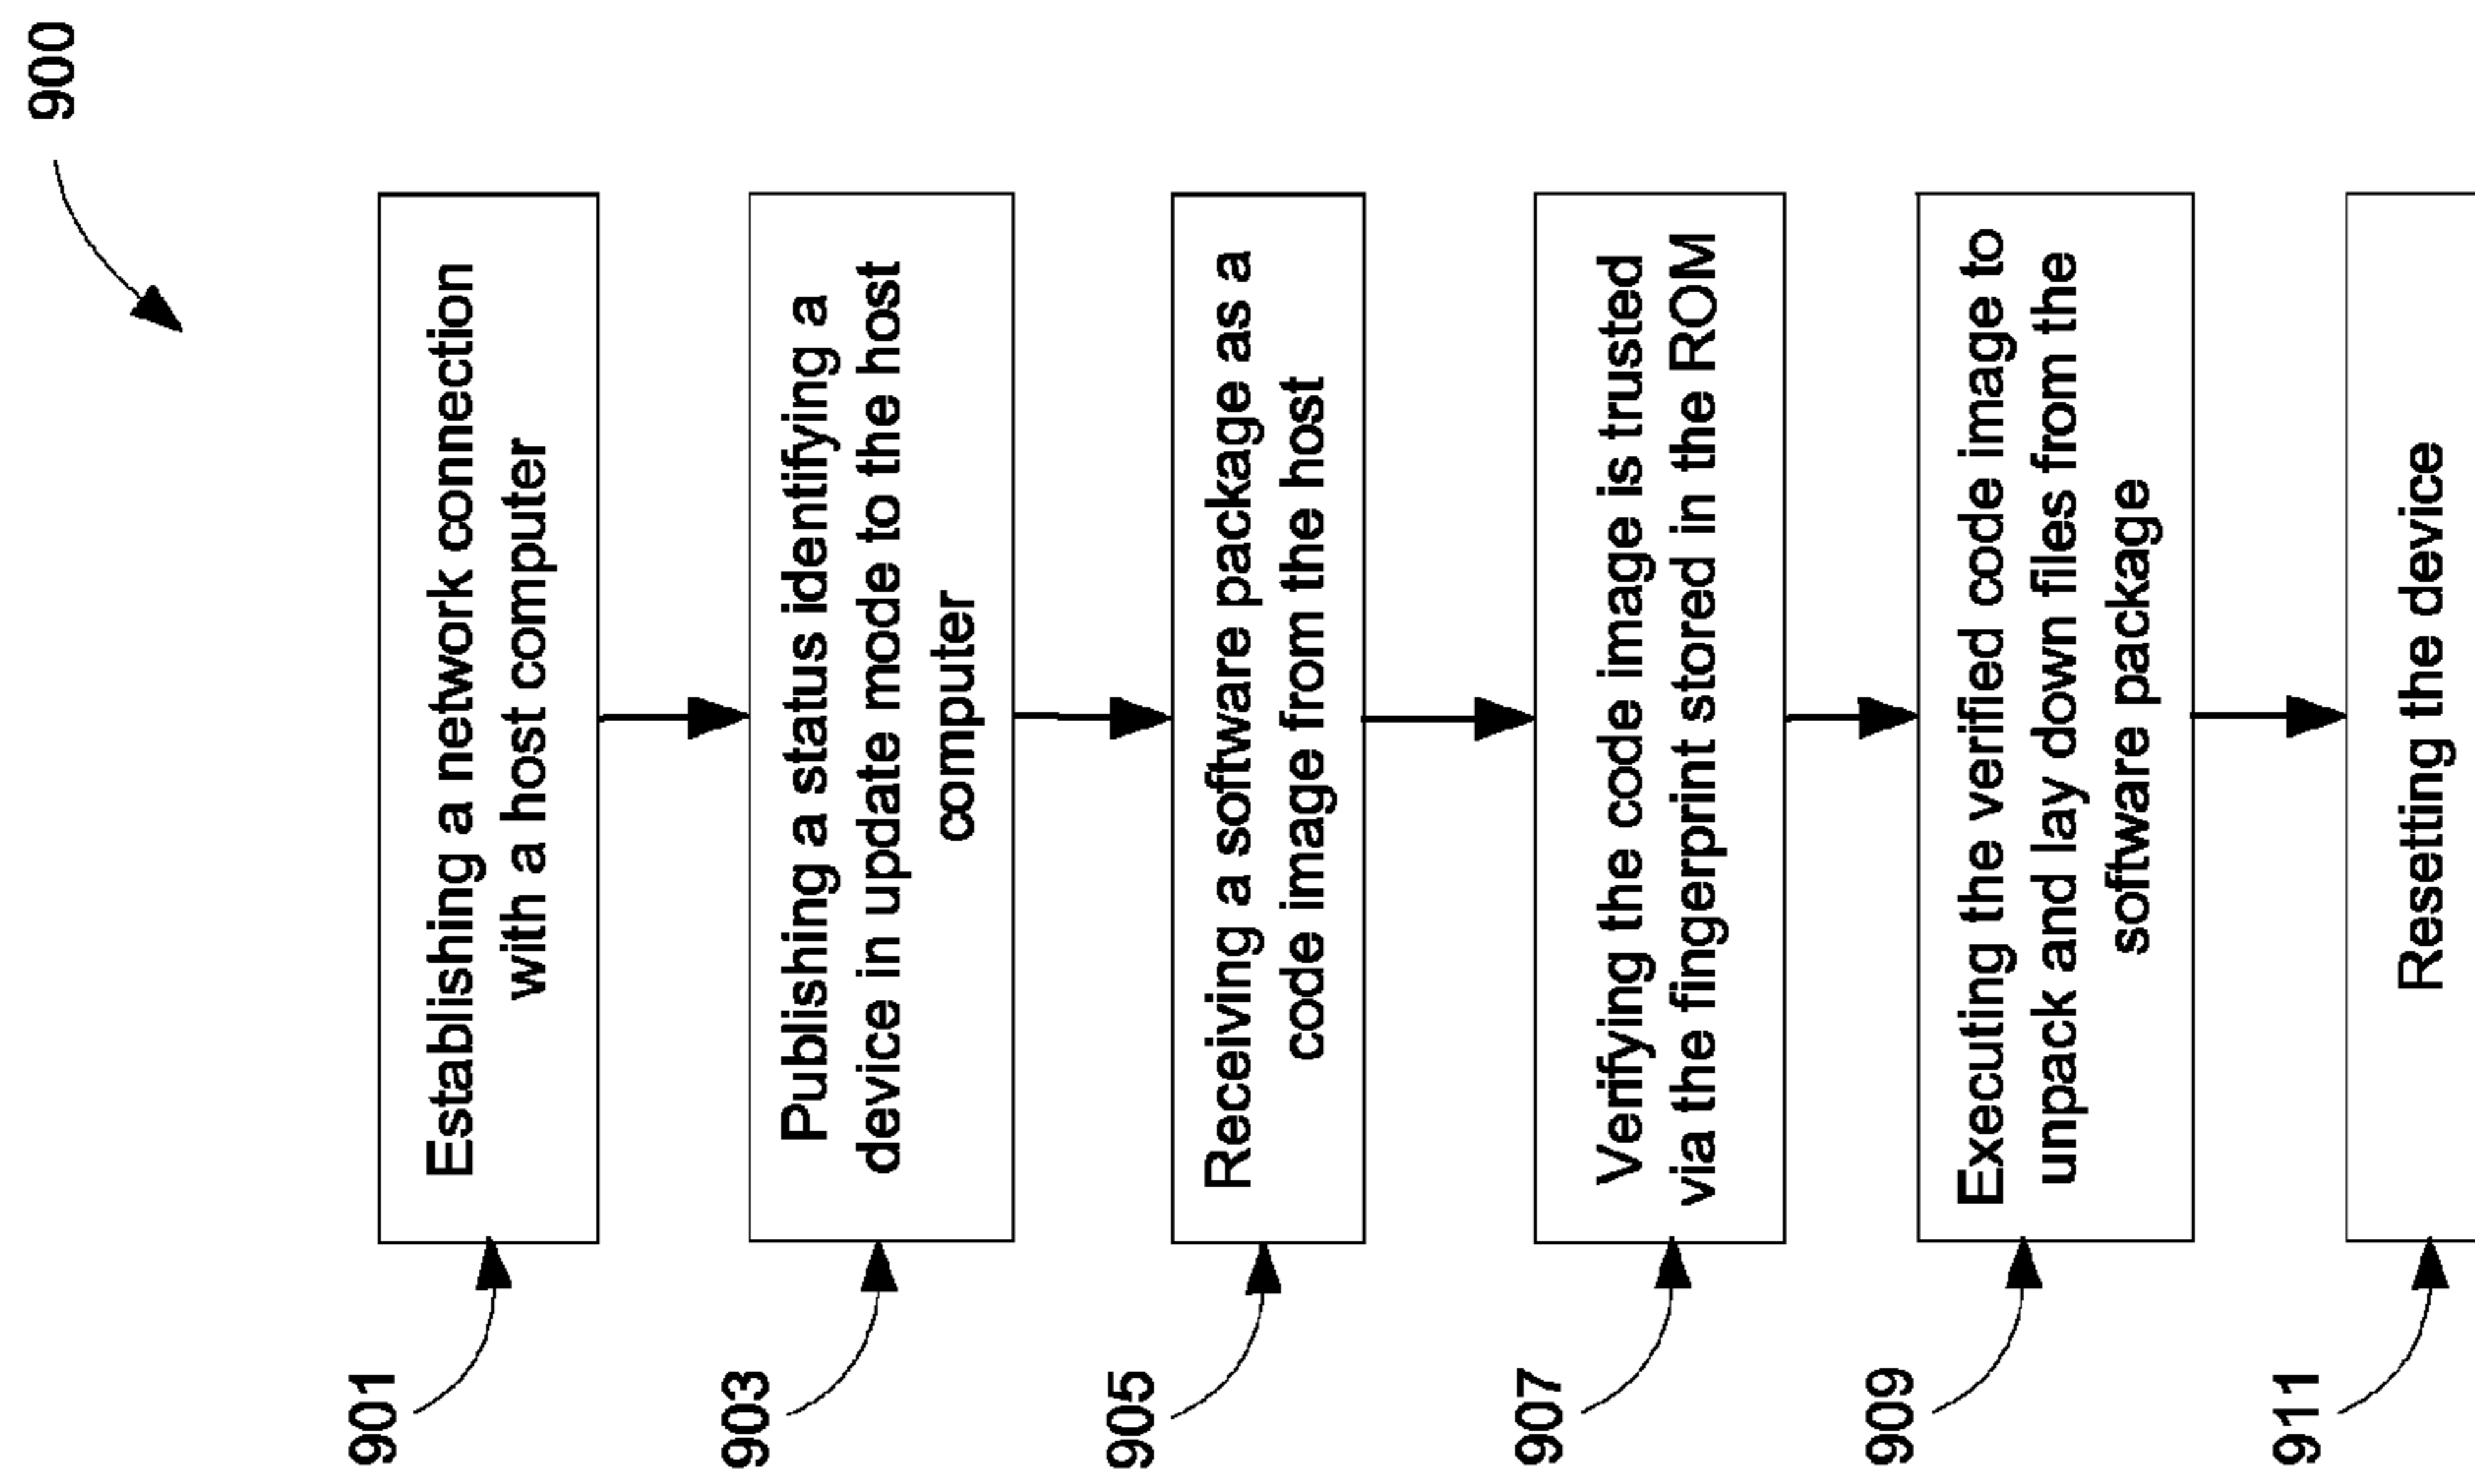 900
901
Establishing a network connection
with a host computer
903
Publishing a status identifying a
device in update mode to the host
computer
905
Receiving a software package as a
code image from the host
907
Verifying the code image is trusted
via the fingerprint stored in the ROM
909
Executing the verified code image to
unpack and lay down files from the
software package
911
Resetting the device